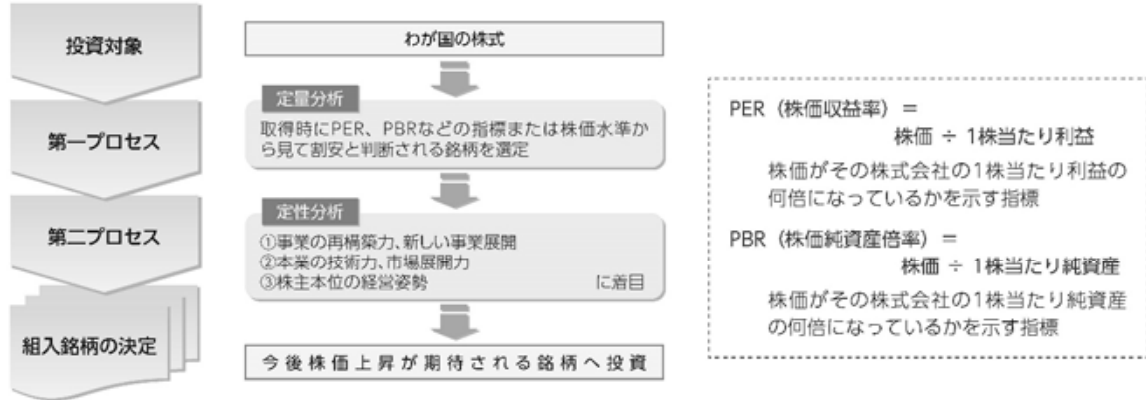 投資対象
わが国の株式
第一プロセス
定量分析
取得時にPER、PBRなどの指標または株価水準か
ら見て割安と判断される銘柄を選定
第二プロセス
定性分析
①事業の再構築力、新しい事業展開
②本業の技術力、市場展開力
③株主本位の経営姿勢 に着目
組入銘柄の決定
今後株価上昇が期待される銘柄へ投資
PER（株価収益率）＝
株価 ÷ 1株当たり利益
株価がその株式会社の1株当たり利益の
何倍になっているかを示す指標
PBR（株価純資産倍率）＝
株価 ÷ 1株当たり純資産
株価がその株式会社の1株当たり純資産
の何倍になっているかを示す指標